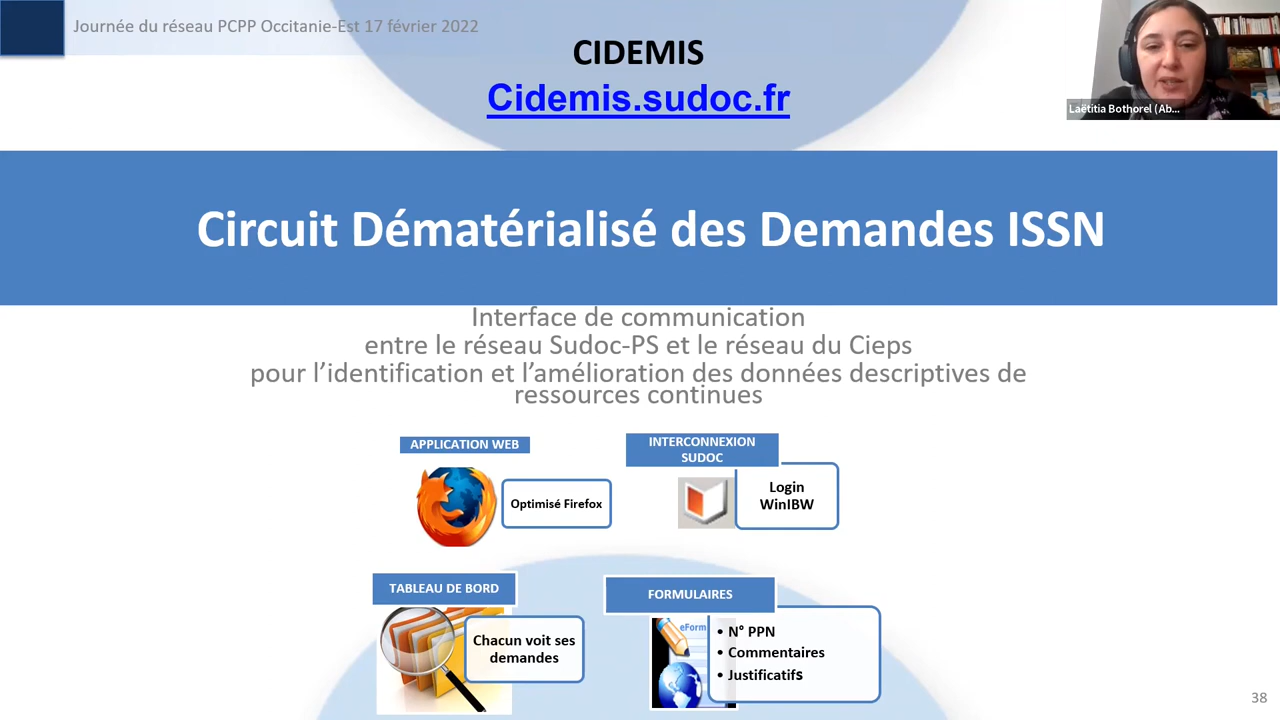 Journée du réseau PCPP Occitanie-Est 17 février 2022
CIDEMIS
Cidemis.sudoc.fr
Laëtitia Bothorel (Ab...
Circuit Dématérialisé des Demandes ISSN
Interface de communication
entre le réseau Sudoc-PS et le réseau du Cieps
pour l'identification et l'amélioration des données descriptives de
ressources continues
APPLICATION WEB
Optimisé Firefox
INTERCONNEXION
SUDOC
Login
WinIBW
TABLEAU DE BORD
Chacun voit ses
demandes
FORMULAIRES
eForm
• N° PPN
• Commentaires
• Justificatifs
38